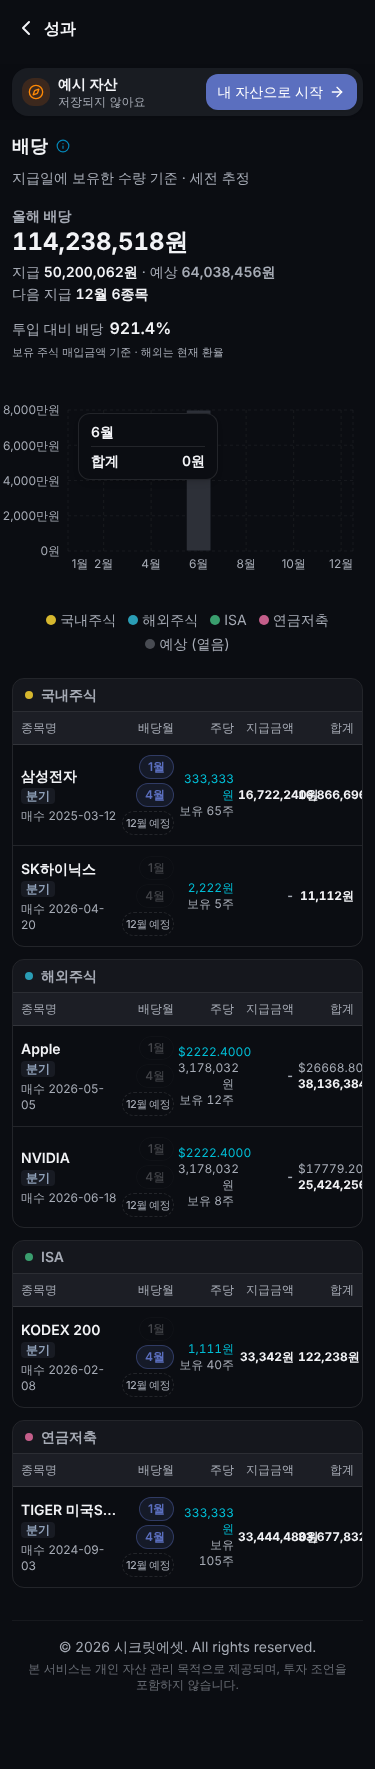 성과
예시 자산
저장되지 않아요
내 자산으로 시작
배당
지급일에 보유한 수량 기준 · 세전 추정
올해 배당
114,238,518원
지급 50,200,062원 · 예상 64,038,456원
다음 지급 12월 6종목
투입 대비 배당 921.4%
보유 주식 매입금액 기준 · 해외는 현재 환율
8,000만원
6,000만원
4,000만원
2,000만원
0원
6월
합계 0원
1월 2월 4월 6월 8월 10월 12월
국내주식 해외주식 ISA 연금저축
예상 (옅음)
국내주식
종목명 배당월 주당 지급금액 합계
삼성전자
분기
매수 2025-03-12
1월
4월
12월 예정
333,333
원
보유 65주
16,722,240원
SK하이닉스
분기
매수 2026-04-
20
1월
4월
12월 예정
2,222원
보유 5주
-
11,112원
해외주식
종목명 배당월 주당 지급금액 합계
Apple
분기
매수 2026-05-
05
1월
4월
12월 예정
$2222.4000
3,178,032
원
보유 12주
-
$26668.80
38,136,384
NVIDIA
분기
매수 2026-06-18
1월
4월
12월 예정
$2222.4000
3,178,032
원
보유 8주
-
$17779.20
25,424,256
ISA
종목명 배당월 주당 지급금액 합계
KODEX 200
분기
매수 2026-02-
08
1월
4월
12월 예정
1,111원
보유 40주
33,342원
122,238원
연금저축
종목명 배당월 주당 지급금액 합계
TIGER 미국S...
분기
매수 2024-09-
03
1월
4월
12월 예정
333,333
원
보유
105주
33,444,480원
© 2026 시크릿에셋. All rights reserved.
본 서비스는 개인 자산 관리 목적으로 제공되며, 투자 조언을
포함하지 않습니다.